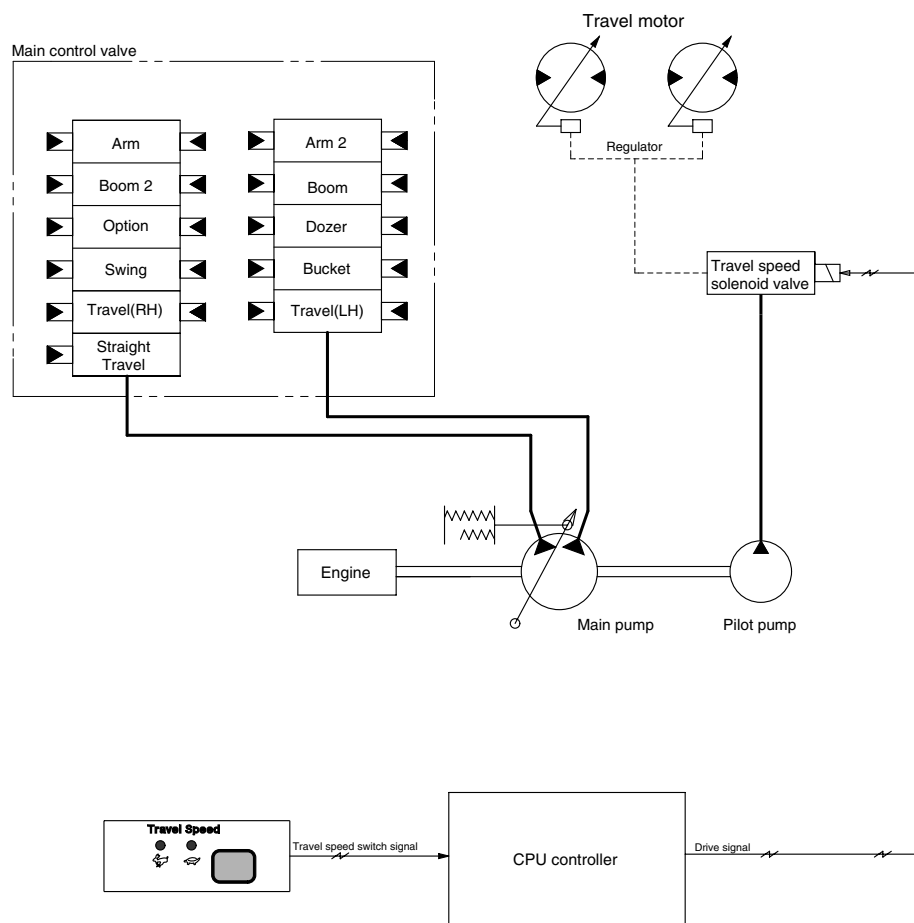 Travel motor
Main control valve
Arm
Boom 2
Option
Swing
Travel(RH)
Straight
Travel
Arm 2
Boom
Dozer
Bucket
Travel(LH)
Regulator
Travel speed
solenoid valve
Engine
Main pump
Pilot pump
Travel Speed
Travel speed switch signal
CPU controller
Drive signal